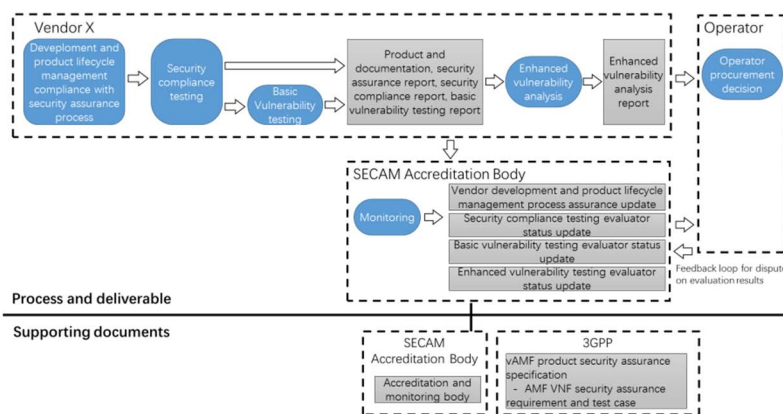 Vendor X
Development and
product lifecycle
management
compliance with
security assurance
process
Security
compliance
testing
Basic
Vulnerability
testing
Product and
documentation, security
assurance report, security
compliance report, basic
vulnerability testing report
Enhanced
vulnerability
analysis
Enhanced
vulnerability
analysis
report
Operator
Operator
procurement
decision
SECAM Accreditation Body
Monitoring
Vendor development and product lifecycle
management process assurance update
Security compliance testing evaluator
status update
Basic vulnerability testing evaluator status
update
Enhanced vulnerability testing evaluator
status update
Feedback loop for dispute
on evaluation results
Process and deliverable
Supporting documents
SECAM
Accreditation Body
Accreditation and
monitoring body
3GPP
vAMF product security assurance
specification
- AMF VNF security assurance
requirement and test case